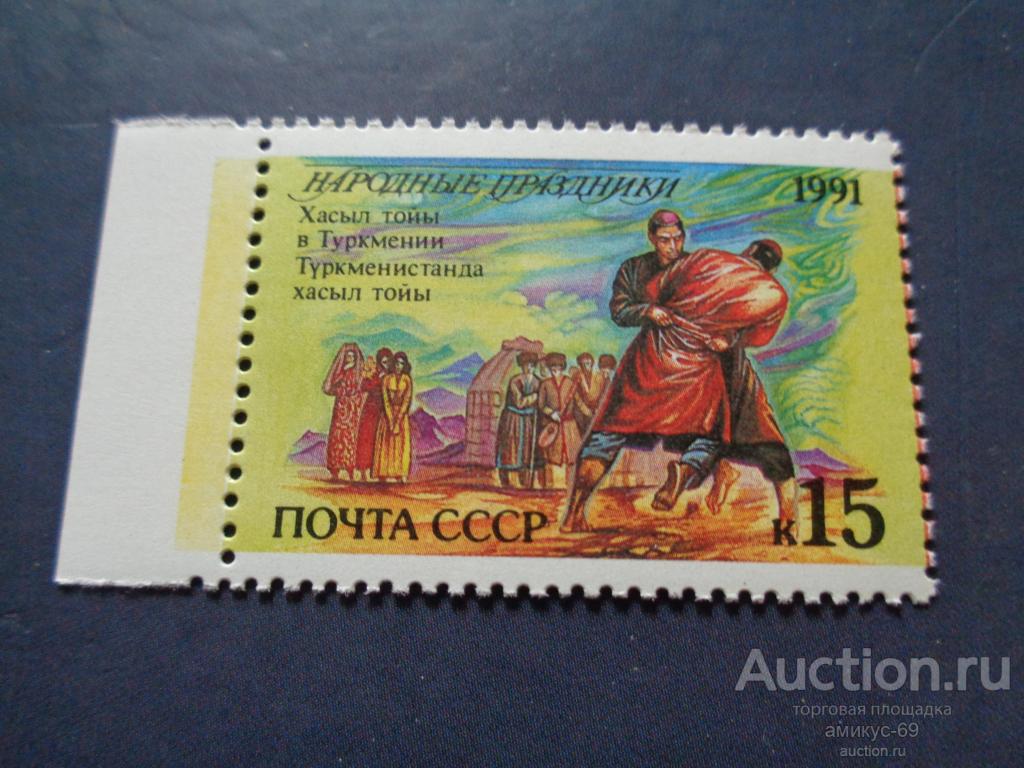 НАРОДНЫЕ ПРАЗДНИКИ
1991
Хасыл тойы
в Туркмении
Түркменистанда
хасыл тойы
ПОЧТА СССР
к15
Auction.ru
торговая площадка
амикус-69
auction.ru